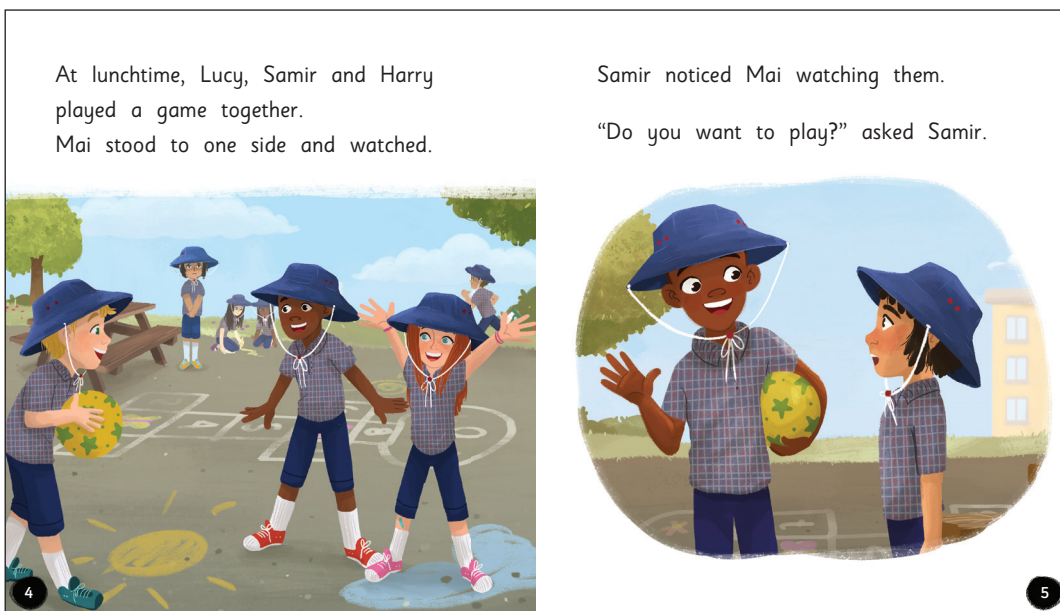 At lunchtime, Lucy, Samir and Harry
played a game together.
Mai stood to one side and watched.
4
Samir noticed Mai watching them.
“Do you want to play?” asked Samir.
5